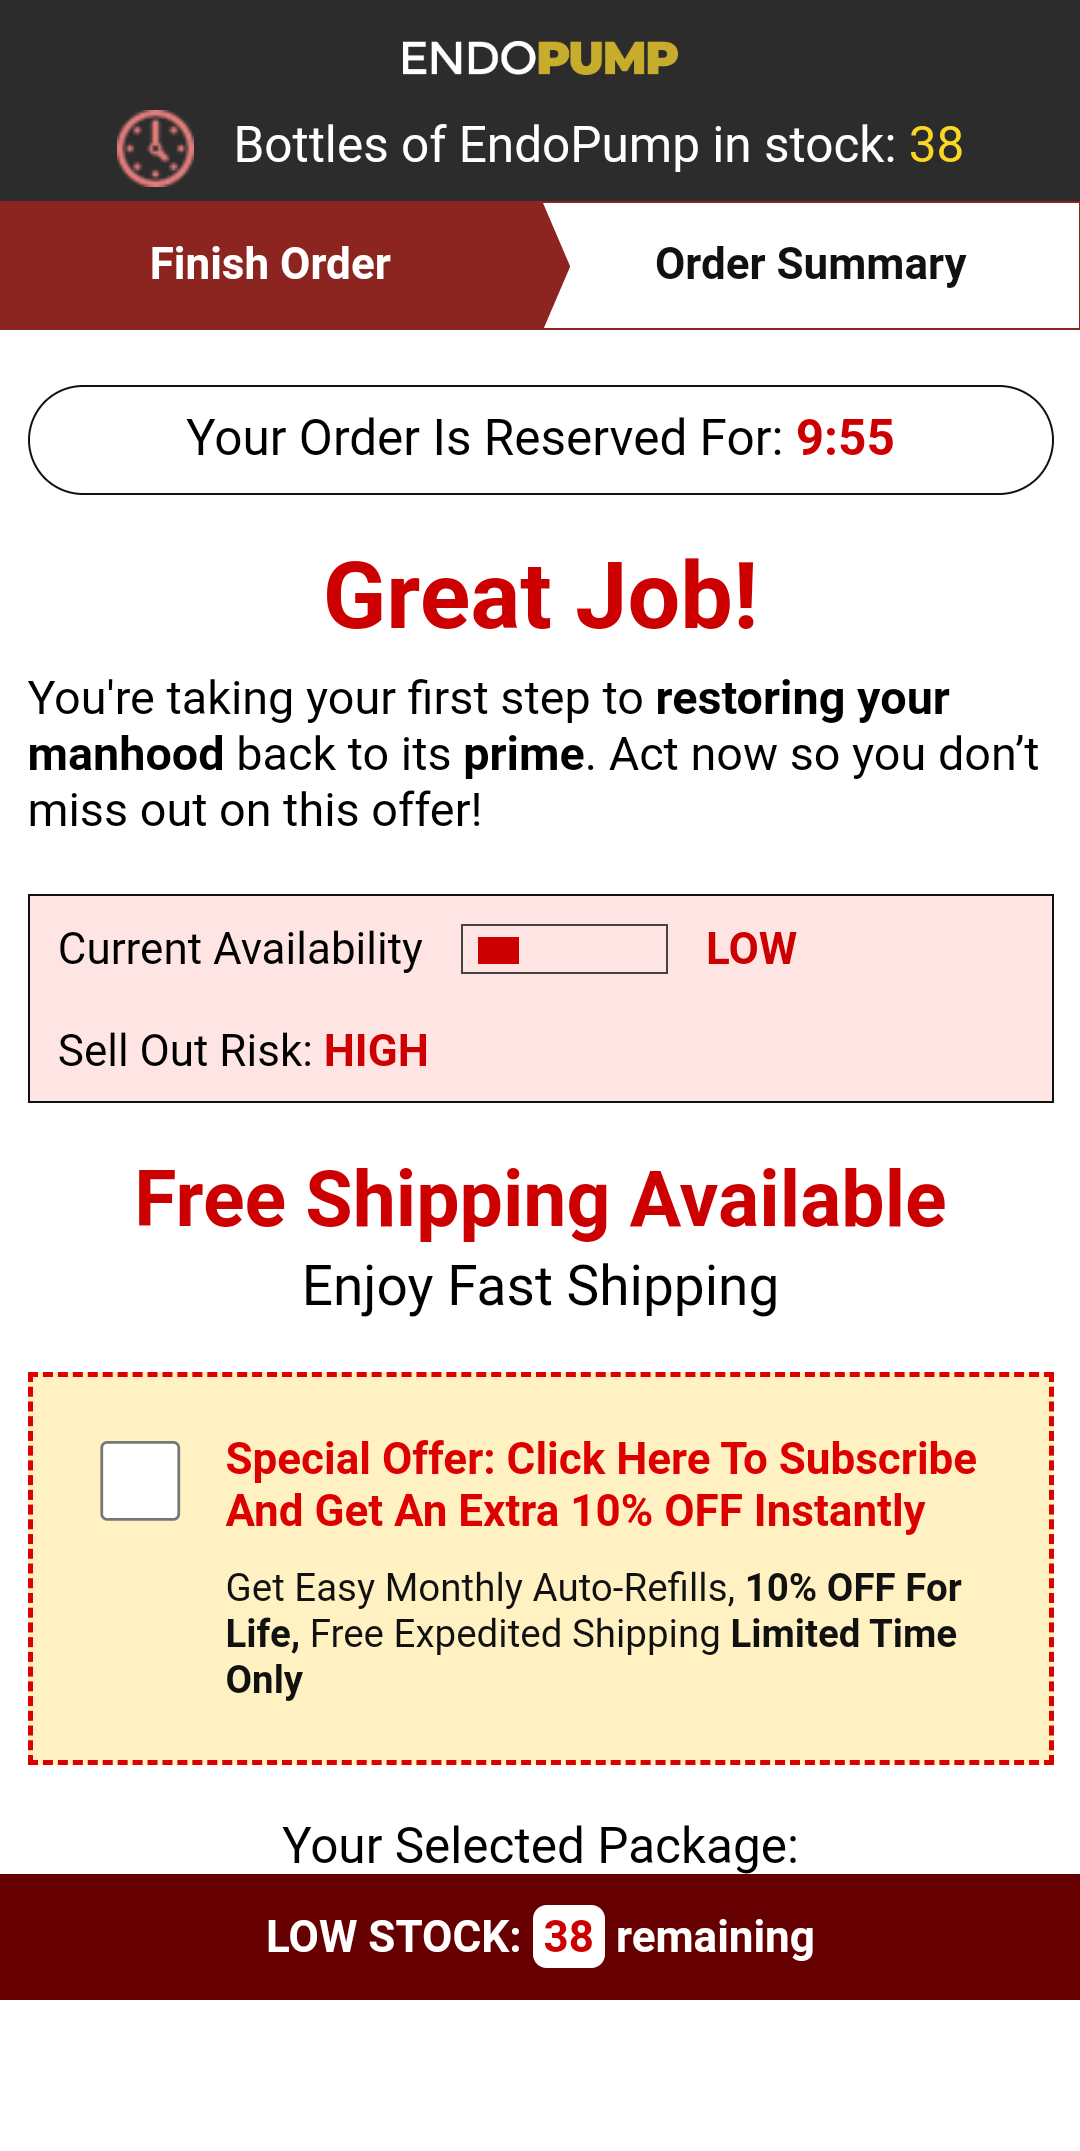 ENDOPUMP
Bottles of EndoPump in stock: 38
Finish Order
Order Summary
Your Order Is Reserved For: 9:55
Great Job!
You're taking your first step to restoring your
manhood back to its prime. Act now so you don’t
miss out on this offer!
Current Availability LOW
Sell Out Risk: HIGH
Free Shipping Available
Enjoy Fast Shipping
Special Offer: Click Here To Subscribe
And Get An Extra 10% OFF Instantly
Get Easy Monthly Auto-Refills, 10% OFF For
Life, Free Expedited Shipping Limited Time
Only
Your Selected Package:
LOW STOCK: 38 remaining